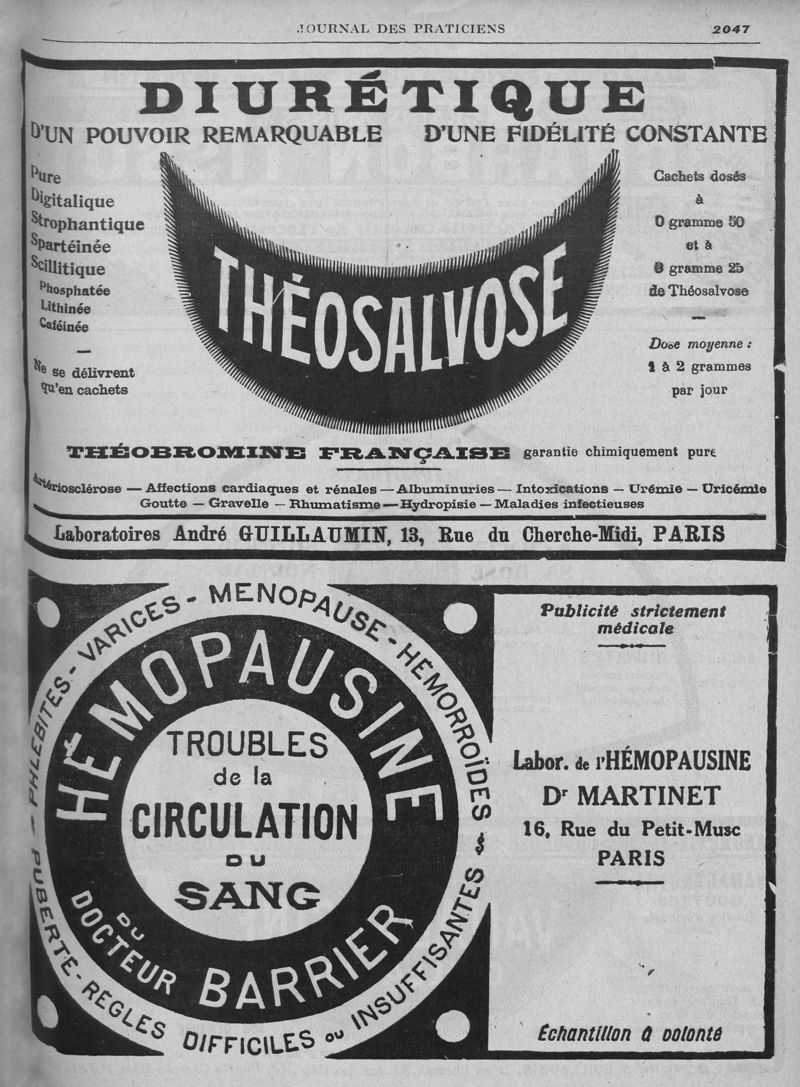 JOURNAL DES PRATICIENS
2047
DIURÉTIQUE
D'UN POUVOIR REMARQUABLE D'UNE FIDÉLITÉ CONSTANTE
Pure
Digitalique
Strophantique
Spartéinée
Scillitique
Phosphatée
Lithinée
Caféinée
Ne se délivrent
qu'en cachets
THÉOSALVOSE
Cachets dosés
à
0 gramme 50
et à
0 gramme 25
de Théosalvose
Dose moyenne :
1 à 2 grammes
par jour
THÉOBROMINE FRANÇAISE garantie chimiquement pure
Artériosclérose — Affections cardiaques et rénales — Albuminuries — Intoxications — Urémie — Uricémie
Goutte — Gravelle — Rhumatisme — Hydropisie — Maladies infectieuses
Laboratoires André GUILLAUMIN, 13, Rue du Cherche-Midi, PARIS
PHLEBITES - VARICES - MENOPAUSE - HÉMORROÏDES
PUBERTE - RÉGLES DIFFICILES ou INSUFFISANTES
HÉMOPAUSINE
TROUBLES
de la
CIRCULATION
DU
SANG
DU
DOCTEUR BARRIER
Publicité strictement
médicale
Labor. de l'HÉMOPAUSINE
Dr MARTINET
16, Rue du Petit-Musc
PARIS
Échantillon à volonté